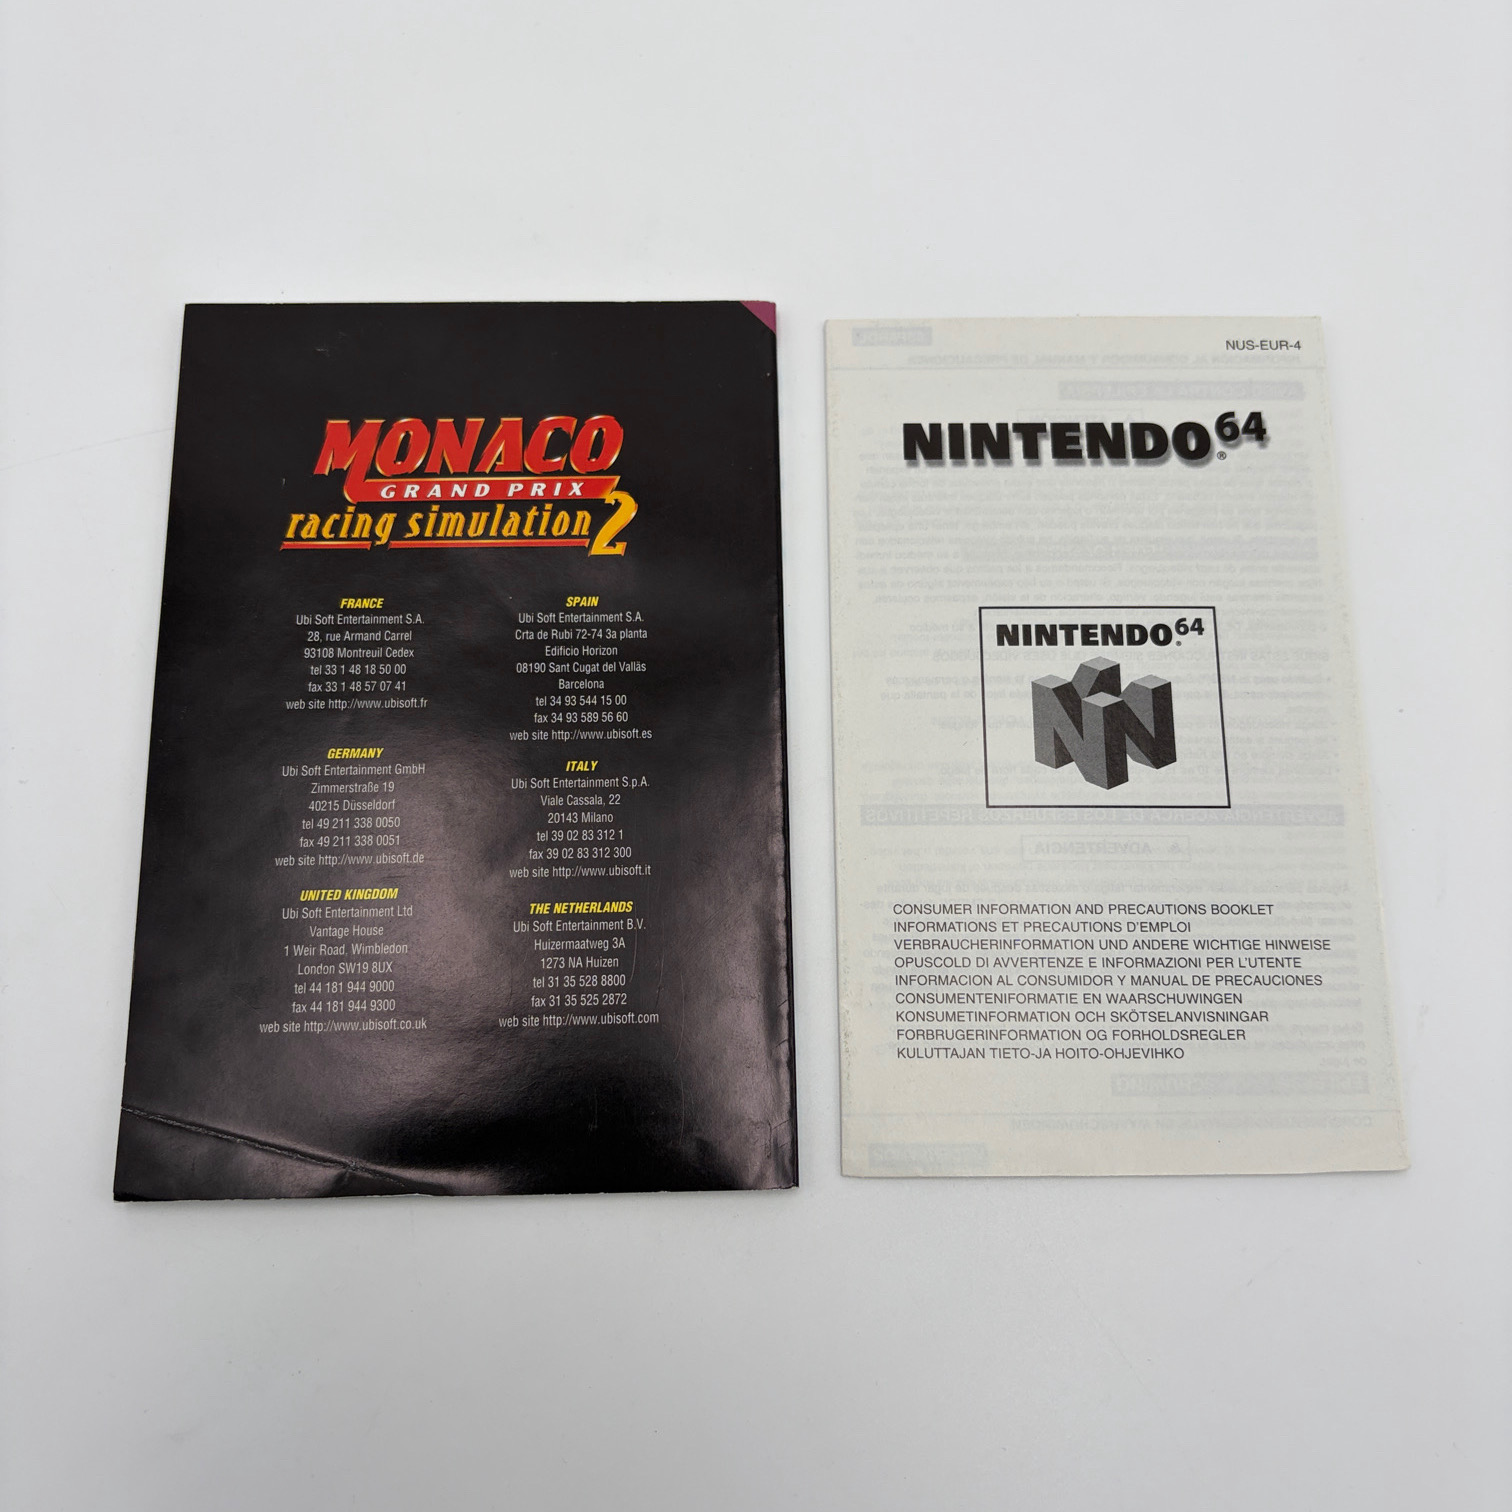 MONACO
GRAND PRIX
racing simulation 2
FRANCE
Ubi Soft Entertainment S.A.
28, rue Armand Carrel
93108 Montreuil Cedex
tel 33 1 48 18 50 00
fax 33 1 48 57 07 41
web site http://www.ubisoft.fr
GERMANY
Ubi Soft Entertainment GmbH
Zimmerstraße 19
40215 Düsseldorf
tel 49 211 338 0050
fax 49 211 338 0051
web site http://www.ubisoft.de
UNITED KINGDOM
Ubi Soft Entertainment Ltd
Vantage House
1 Weir Road, Wimbledon
London SW19 8UX
tel 44 181 944 9000
fax 44 181 944 9300
web site http://www.ubisoft.co.uk
SPAIN
Ubi Soft Entertainment S.A.
Crta de Rubi 72-74 3a planta
Edificio Horizon
08190 Sant Cugat del Vallãs
Barcelona
tel 34 93 544 15 00
fax 34 93 589 56 60
web site http://www.ubisoft.es
ITALY
Ubi Soft Entertainment S.p.A.
Viale Cassala, 22
20143 Milano
tel 39 02 83 312 1
fax 39 02 83 312 300
web site http://www.ubisoft.it
THE NETHERLANDS
Ubi Soft Entertainment B.V.
Huizermaatweg 3A
1273 NA Huizen
tel 31 35 528 8800
fax 31 35 525 2872
web site http://www.ubisoft.com
NUS-EUR-4
NINTENDO 64 ®
NINTENDO 64 ®
CONSUMER INFORMATION AND PRECAUTIONS BOOKLET
INFORMATIONS ET PRECAUTIONS D'EMPLOI
VERBRAUCHERINFORMATION UND ANDERE WICHTIGE HINWEISE
OPUSCOLO DI AVVERTENZE E INFORMAZIONI PER L'UTENTE
INFORMACION AL CONSUMIDOR Y MANUAL DE PRECAUCIONES
CONSUMENTENIFORMATIE EN WAARSCHUWINGEN
KONSUMETINFORMATION OCH SKÖTSELANVISNINGAR
FORBRUGERINFORMATION OG FORHOLDSREGLER
KULUTTAJAN TIETO-JA HOITO-OHJEVIHKO